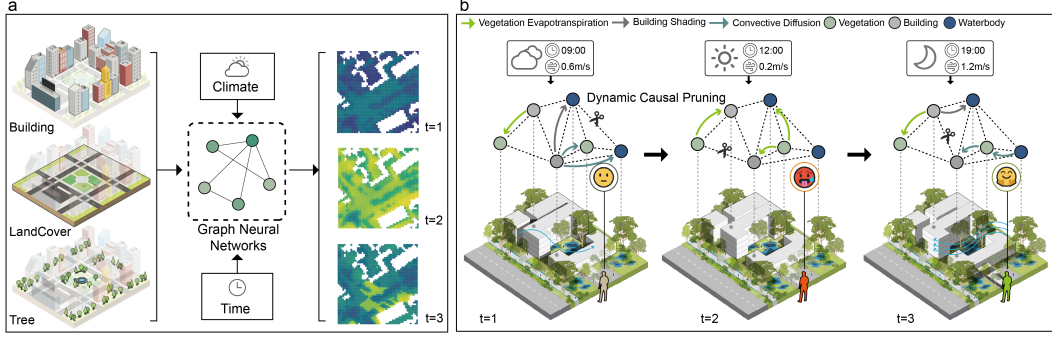 a
Building
LandCover
Tree
Climate
Graph Neural
Networks
Time
t=1
t=2
t=3
b
Vegetation Evapotranspiration
Building Shading
Convective Diffusion
Vegetation
Building
Waterbody
09:00
0.6m/s
12:00
0.2m/s
19:00
1.2m/s
Dynamic Causal Pruning
t=1
t=2
t=3